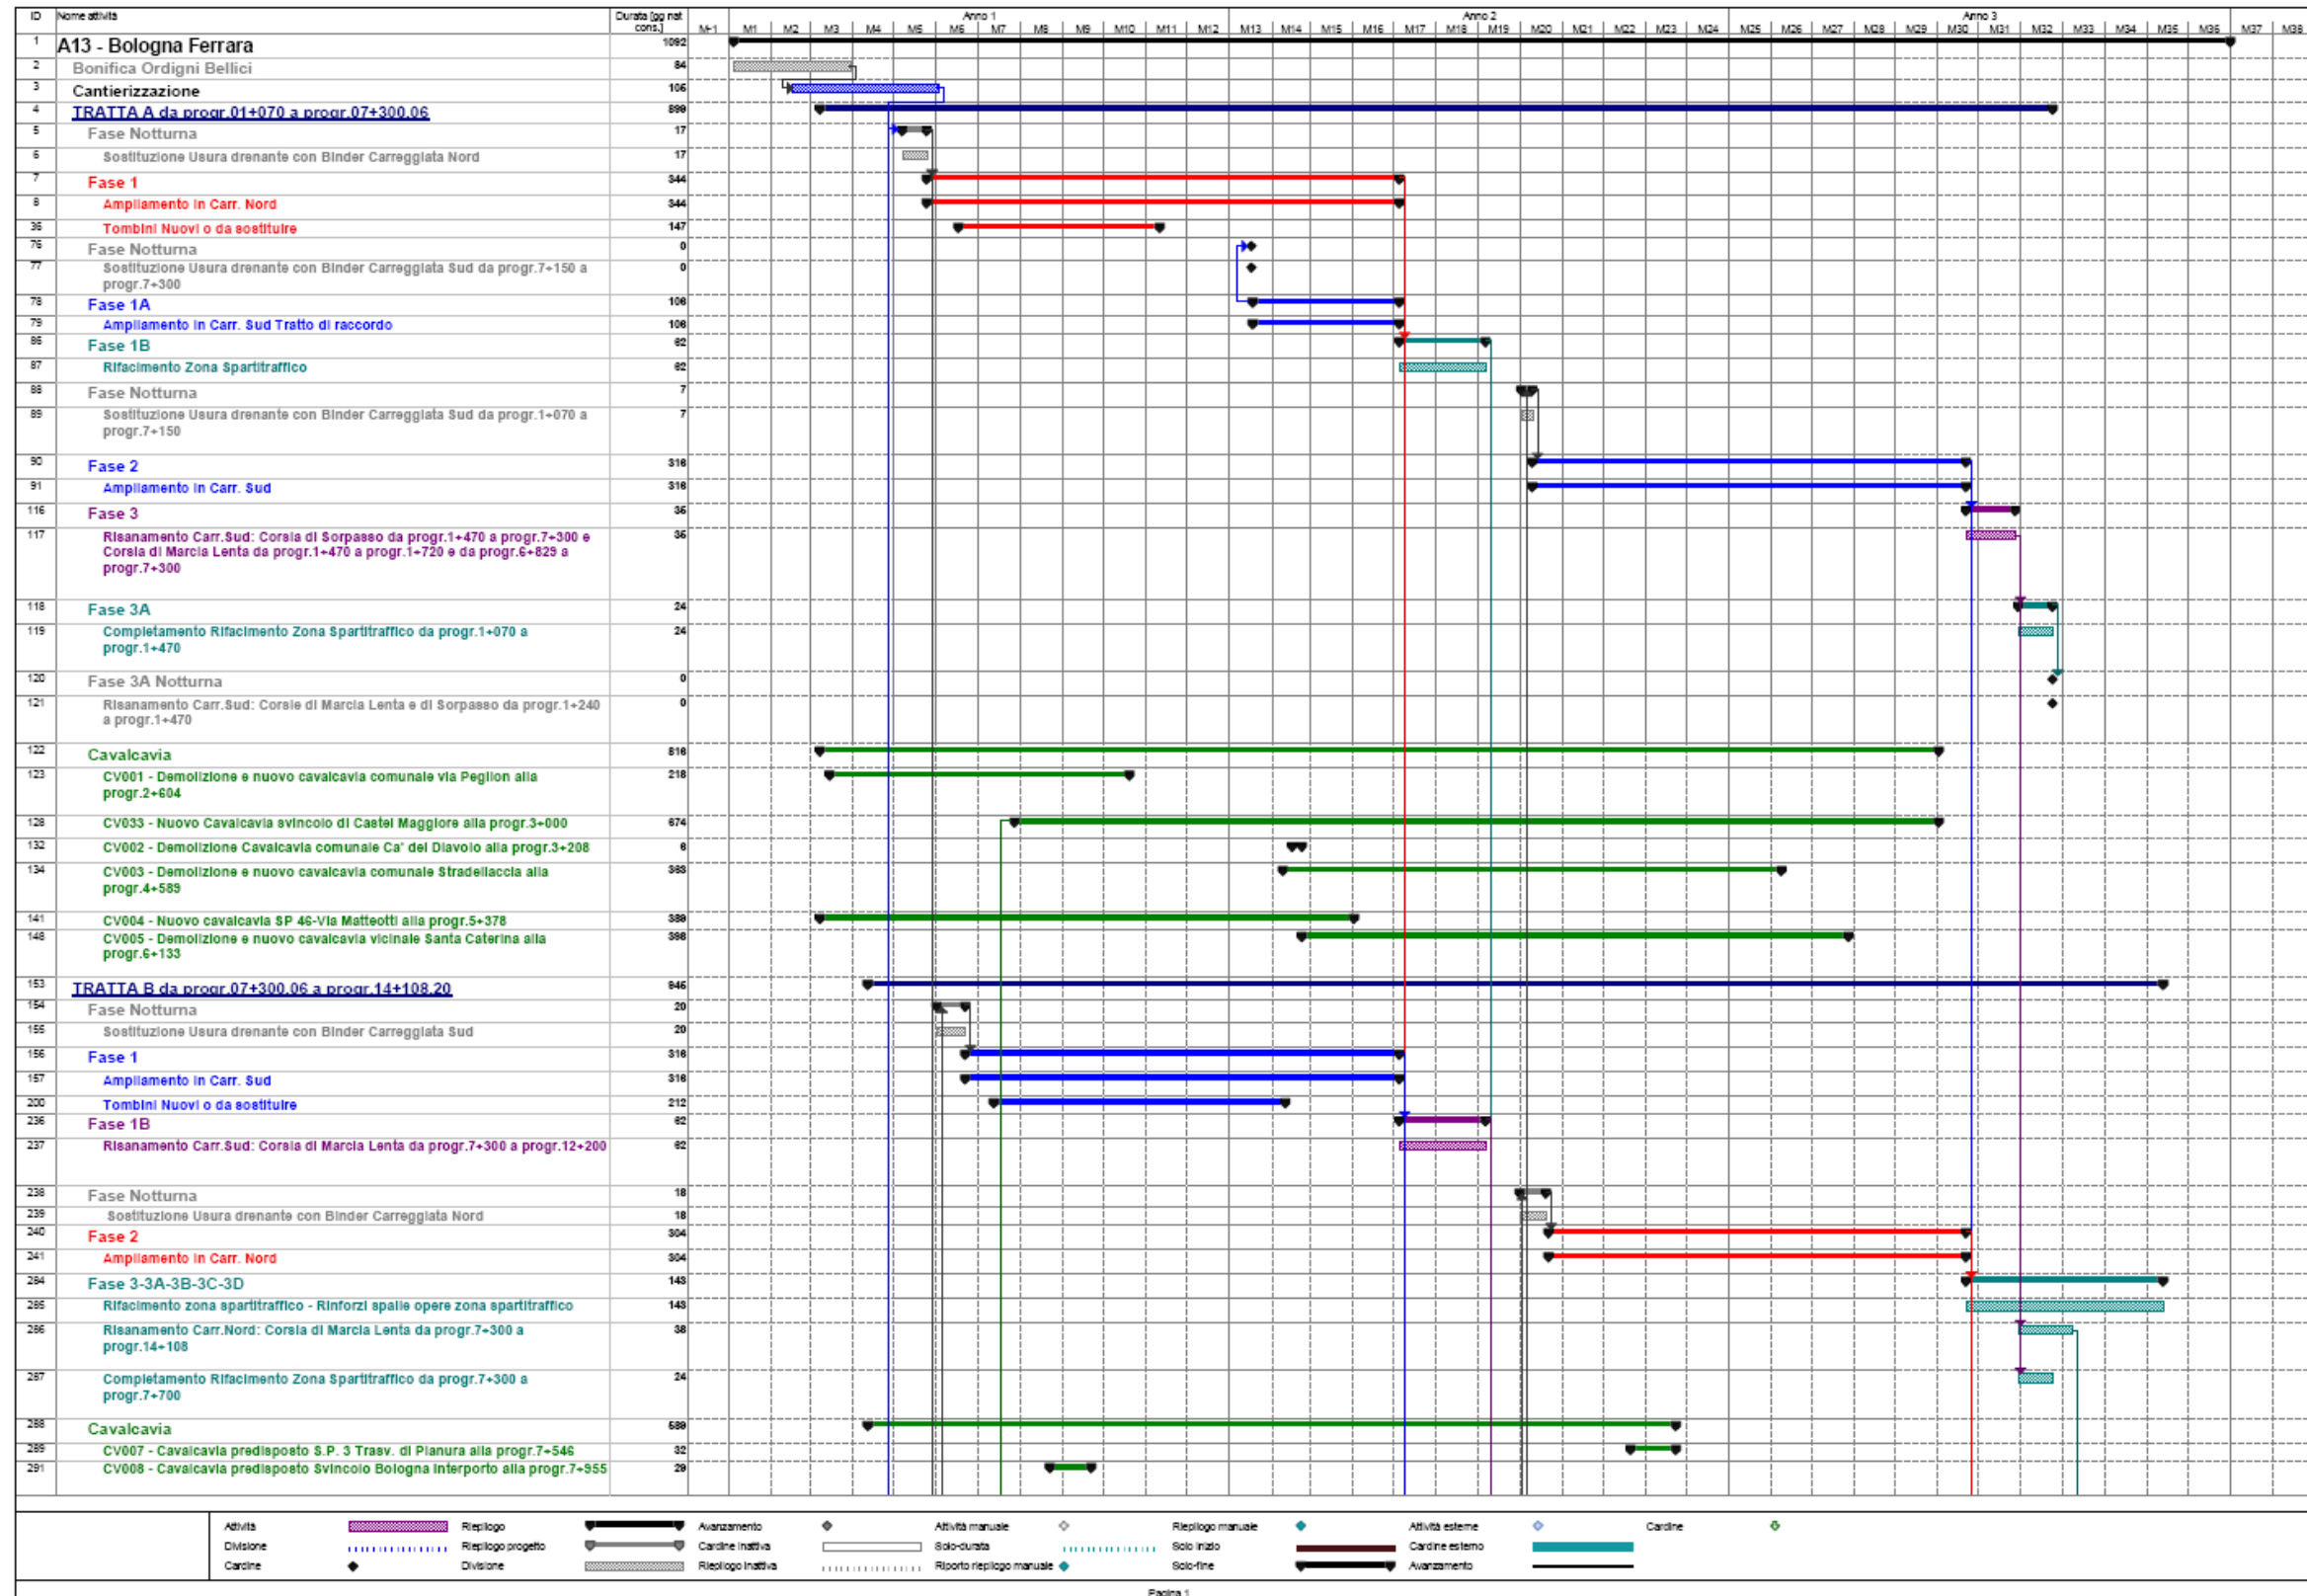 ID Nome attività Durata [gg nat cons.] Anno 1 Anno 2 Anno 3
M-1 M1 M2 M3 M4 M5 M6 M7 M8 M9 M10 M11 M12 M13 M14 M15 M16 M17 M18 M19 M20 M21 M22 M23 M24 M25 M26 M27 M28 M29 M30 M31 M32 M33 M34 M35 M36 M37 M38
1 A13 - Bologna Ferrara 1092
2 Bonifica Ordigni Bellici 84
3 Cantierizzazione 106
4 TRATTA A da progr.01+070 a progr.07+300.06 899
5 Fase Notturna 17
6 Sostituzione Usura drenante con Binder Carreggiata Nord 17
7 Fase 1 344
8 Ampliamento in Carr. Nord 344
36 Tombini Nuovi o da sostituire 147
76 Fase Notturna 0
77 Sostituzione Usura drenante con Binder Carreggiata Sud da progr.7+150 a 0
progr.7+300
78 Fase 1A 106
79 Ampliamento in Carr. Sud Tratto di raccordo 106
86 Fase 1B 62
87 Rifacimento Zona Spartitraffico 62
88 Fase Notturna 7
89 Sostituzione Usura drenante con Binder Carreggiata Sud da progr.1+070 a 7
progr.7+150
90 Fase 2 316
91 Ampliamento in Carr. Sud 316
116 Fase 3 36
117 Risanamento Carr.Sud: Corsia di Sorpasso da progr.1+470 a progr.7+300 e 36
Corsia di Marcia Lenta da progr.1+470 a progr.1+720 e da progr.6+829 a
progr.7+300
118 Fase 3A 24
119 Completamento Rifacimento Zona Spartitraffico da progr.1+070 a 24
progr.1+470
120 Fase 3A Notturna 0
121 Risanamento Carr.Sud: Corsie di Marcia Lenta e di Sorpasso da progr.1+240 0
a progr.1+470
122 Cavalcavia 816
123 CV001 - Demolizione e nuovo cavalcavia comunale via Peglion alla 218
progr.2+604
128 CV033 - Nuovo Cavalcavia svincolo di Castel Maggiore alla progr.3+000 674
132 CV002 - Demolizione Cavalcavia comunale Ca' del Diavolo alla progr.3+208 6
134 CV003 - Demolizione e nuovo cavalcavia comunale Stradellaccia alla 363
progr.4+589
141 CV004 - Nuovo cavalcavia SP 46-Via Matteotti alla progr.5+378 389
148 CV005 - Demolizione e nuovo cavalcavia vicinale Santa Caterina alla 398
progr.6+133
153 TRATTA B da progr.07+300.06 a progr.14+108.20 946
154 Fase Notturna 20
155 Sostituzione Usura drenante con Binder Carreggiata Sud 20
156 Fase 1 316
157 Ampliamento in Carr. Sud 316
200 Tombini Nuovi o da sostituire 212
236 Fase 1B 62
237 Risanamento Carr.Sud: Corsia di Marcia Lenta da progr.7+300 a progr.12+200 62
238 Fase Notturna 18
239 Sostituzione Usura drenante con Binder Carreggiata Nord 18
240 Fase 2 304
241 Ampliamento in Carr. Nord 304
284 Fase 3-3A-3B-3C-3D 143
285 Rifacimento zona spartitraffico - Rinforzi spalle opere zona spartitraffico 143
286 Risanamento Carr.Nord: Corsia di Marcia Lenta da progr.7+300 a 38
progr.14+108
287 Completamento Rifacimento Zona Spartitraffico da progr.7+300 a 24
progr.7+700
288 Cavalcavia 589
289 CV007 - Cavalcavia predisposto S.P. 3 Trasv. di Pianura alla progr.7+546 32
291 CV008 - Cavalcavia predisposto Svincolo Bologna Interporto alla progr.7+955 29
Attività Riepilogo Avanzamento Attività manuale Riepilogo manuale Attività esterne Cardine
Divisione Riepilogo progetto Cardine inattiva Solo-durata Solo inizio Cardine esterno
Cardine Divisione Riepilogo inattiva Riporto riepilogo manuale Solo-fine Avanzamento
Pagina 1